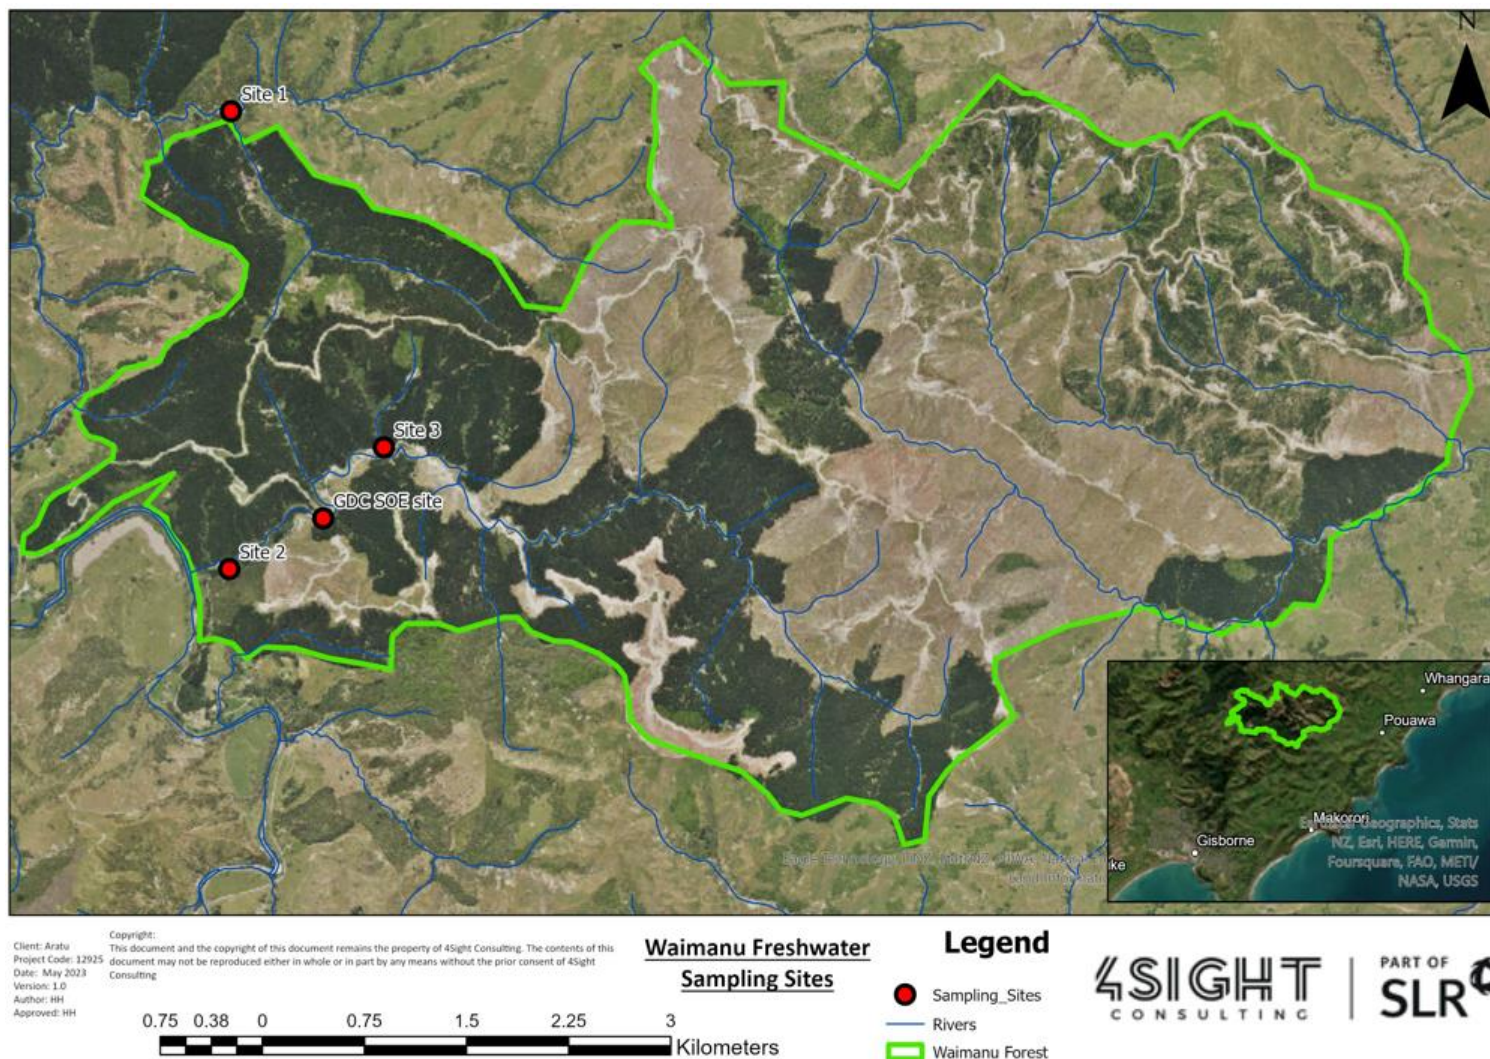 N
Site 1
Site 3
GDC SOE site
Site 2
Whangara
Pouawa
Makorori
Gisborne
ike
Earthstar Geographics, Stats
NZ, Esri, HERE, Garmin,
Foursquare, FAO, METI/
NASA, USGS
Client: Aratu
Project Code: 12925
Date: May 2023
Version: 1.0
Author: HH
Approved: HH
Copyright:
This document and the copyright of this document remains the property of 4Sight Consulting. The contents of this
document may not be reproduced either in whole or in part by any means without the prior consent of 4Sight
Consulting
Waimanu Freshwater
Sampling Sites
Legend
Sampling_Sites
Rivers
Waimanu Forest
0.75 0.38 0 0.75 1.5 2.25 3
Kilometers
4SIGHT
CONSULTING
PART OF
SLR